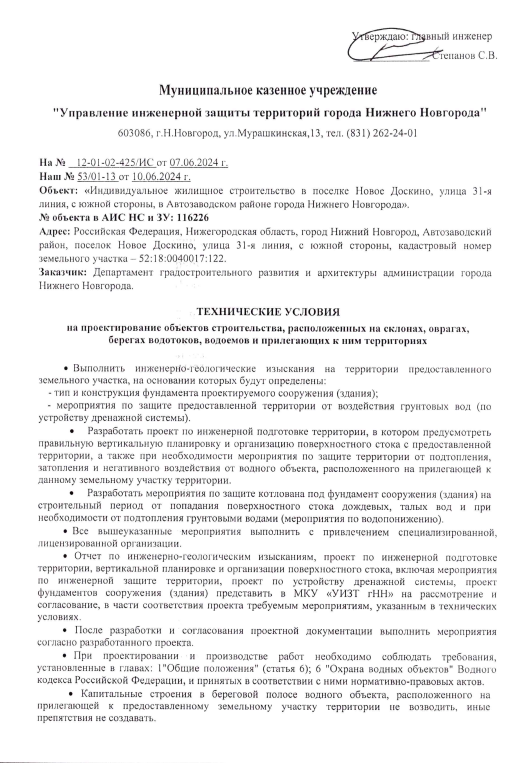 Утверждаю: главный инженер
Степанов С.В.
Муниципальное казенное учреждение
"Управление инженерной защиты территорий города Нижнего Новгорода"
603086, г.Н.Новгород, ул.Мурашкинская,13, тел. (831) 262-24-01
На № 12-01-02-425/ИС от 07.06.2024 г.
Наш № 53/01-13 от 10.06.2024 г.
Объект: «Индивидуальное жилищное строительство в поселке Новое Доскино, улица 31-я
линия, с южной стороны, в Автозаводском районе города Нижнего Новгорода».
№ объекта в АИС НС и ЗУ: 116226
Адрес: Российская Федерация, Нижегородская область, город Нижний Новгород, Автозаводский
район, поселок Новое Доскино, улица 31-я линия, с южной стороны, кадастровый номер
земельного участка – 52:18:0040017:122.
Заказчик: Департамент градостроительного развития и архитектуры администрации города
Нижнего Новгорода.
ТЕХНИЧЕСКИЕ УСЛОВИЯ
на проектирование объектов строительства, расположенных на склонах, оврагах,
берегах водотоков, водоемов и прилегающих к ним территориях
• Выполнить инженерно-геологические изыскания на территории предоставленного
земельного участка, на основании которых будут определены:
- тип и конструкция фундамента проектируемого сооружения (здания);
- мероприятия по защите предоставленной территории от воздействия грунтовых вод (по
устройству дренажной системы).
• Разработать проект по инженерной подготовке территории, в котором предусмотреть
правильную вертикальную планировку и организацию поверхностного стока с предоставленной
территории, а также при необходимости мероприятия по защите территории от подтопления,
затопления и негативного воздействия от водного объекта, расположенного на прилегающей к
данному земельному участку территории.
• Разработать мероприятия по защите котлована под фундамент сооружения (здания) на
строительный период от попадания поверхностного стока дождевых, талых вод и при
необходимости от подтопления грунтовыми водами (мероприятия по водопонижению).
• Все вышеуказанные мероприятия выполнить с привлечением специализированной,
лицензированной организации.
• Отчет по инженерно-геологическим изысканиям, проект по инженерной подготовке
территории, вертикальной планировке и организации поверхностного стока, включая мероприятия
по инженерной защите территории, проект по устройству дренажной системы, проект
фундаментов сооружения (здания) представить в МКУ «УИЗТ гНН» на рассмотрение и
согласование, в части соответствия проекта требуемым мероприятиям, указанным в технических
условиях.
• После разработки и согласования проектной документации выполнить мероприятия
согласно разработанного проекта.
• При проектировании и производстве работ необходимо соблюдать требования,
установленные в главах: 1"Общие положения" (статья 6); 6 "Охрана водных объектов" Водного
кодекса Российской Федерации, и принятых в соответствии с ними нормативно-правовых актов.
• Капитальные строения в береговой полосе водного объекта, расположенного на
прилегающей к предоставленному земельному участку территории не возводить, иные
препятствия не создавать.